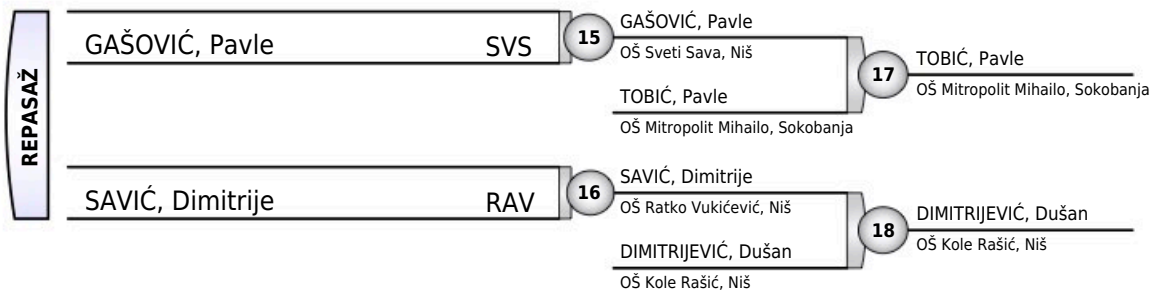 REPASAŽ
GAŠOVIĆ, Pavle SVS
15
GAŠOVIĆ, Pavle
OŠ Sveti Sava, Niš
TOBIĆ, Pavle
OŠ Mitropolit Mihailo, Sokobanja
17
TOBIĆ, Pavle
OŠ Mitropolit Mihailo, Sokobanja
SAVIĆ, Dimitrije RAV
16
SAVIĆ, Dimitrije
OŠ Ratko Vukićević, Niš
DIMITRIJEVIĆ, Dušan
OŠ Kole Rašić, Niš
18
DIMITRIJEVIĆ, Dušan
OŠ Kole Rašić, Niš